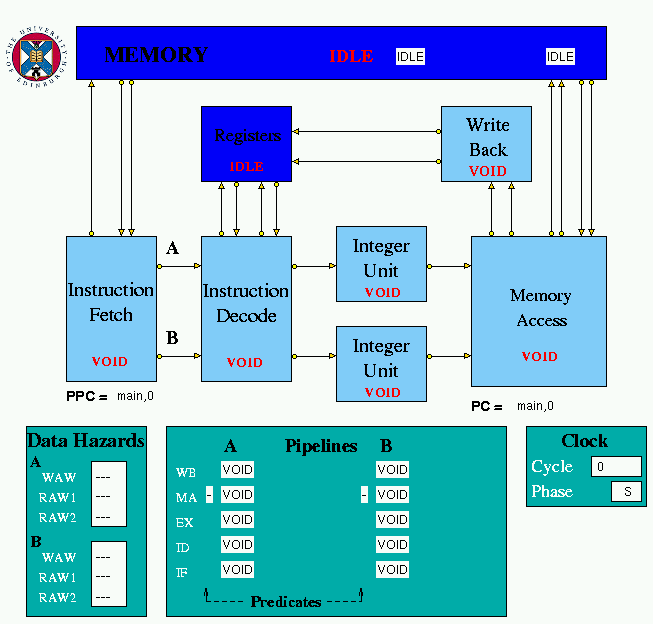 THE UNIVERSITY OF EDINBURGH
MEMORY IDLE IDLE IDLE
Registers
IDLE
Write
Back
VOID
A
B
Instruction
Fetch
VOID
Instruction
Decode
VOID
Integer
Unit
VOID
Integer
Unit
VOID
Memory
Access
VOID
PPC = main,0
PC = main,0
Data Hazards
A
WAW ---
RAW1 ---
RAW2 ---
B
WAW ---
RAW1 ---
RAW2 ---
A Pipelines B
WB VOID VOID
MA - VOID - VOID
EX VOID VOID
ID VOID VOID
IF VOID VOID
Predicates
Clock
Cycle 0
Phase S